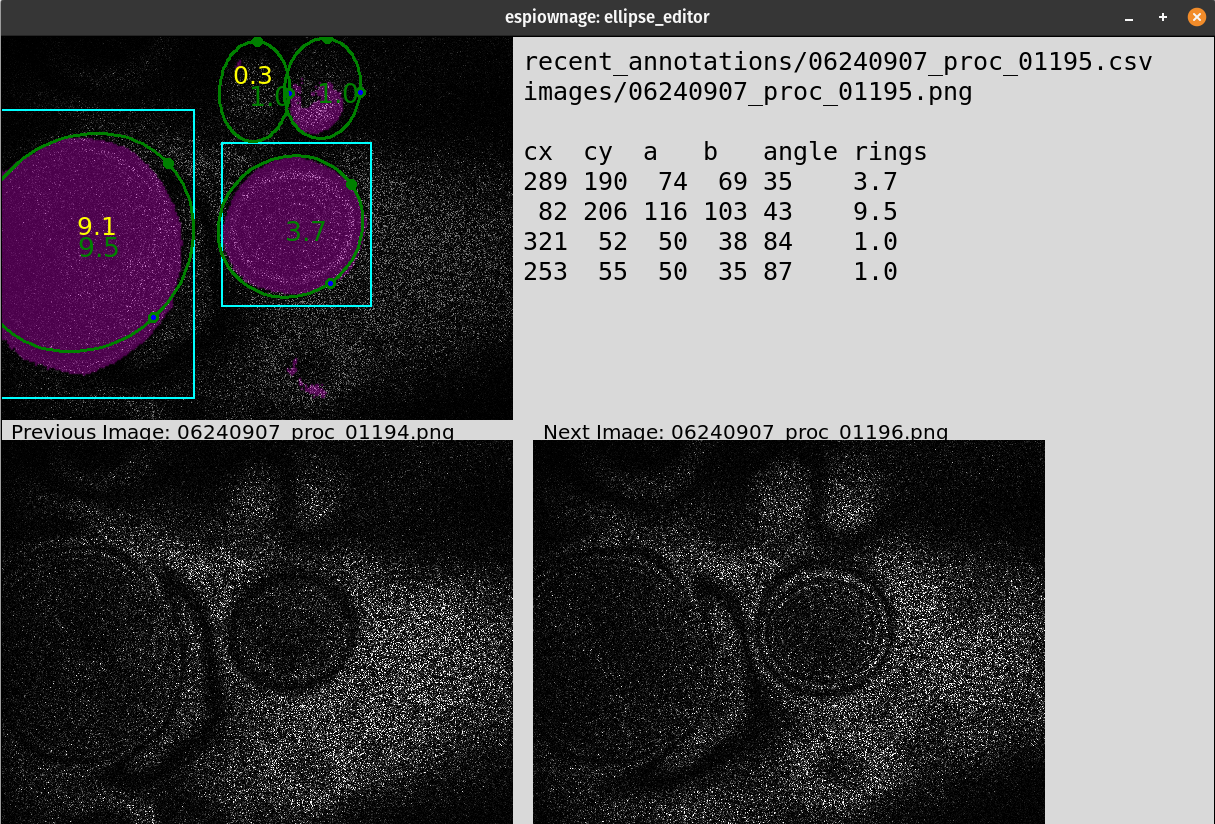 espiownage: ellipse_editor
0.3
1.0 1.0
9.1
9.5
3.7
recent_annotations/06240907_proc_01195.csv
images/06240907_proc_01195.png
cx cy a b angle rings
289 190 74 69 35 3.7
82 206 116 103 43 9.5
321 52 50 38 84 1.0
253 55 50 35 87 1.0
Previous Image: 06240907_proc_01194.png
Next Image: 06240907_proc_01196.png